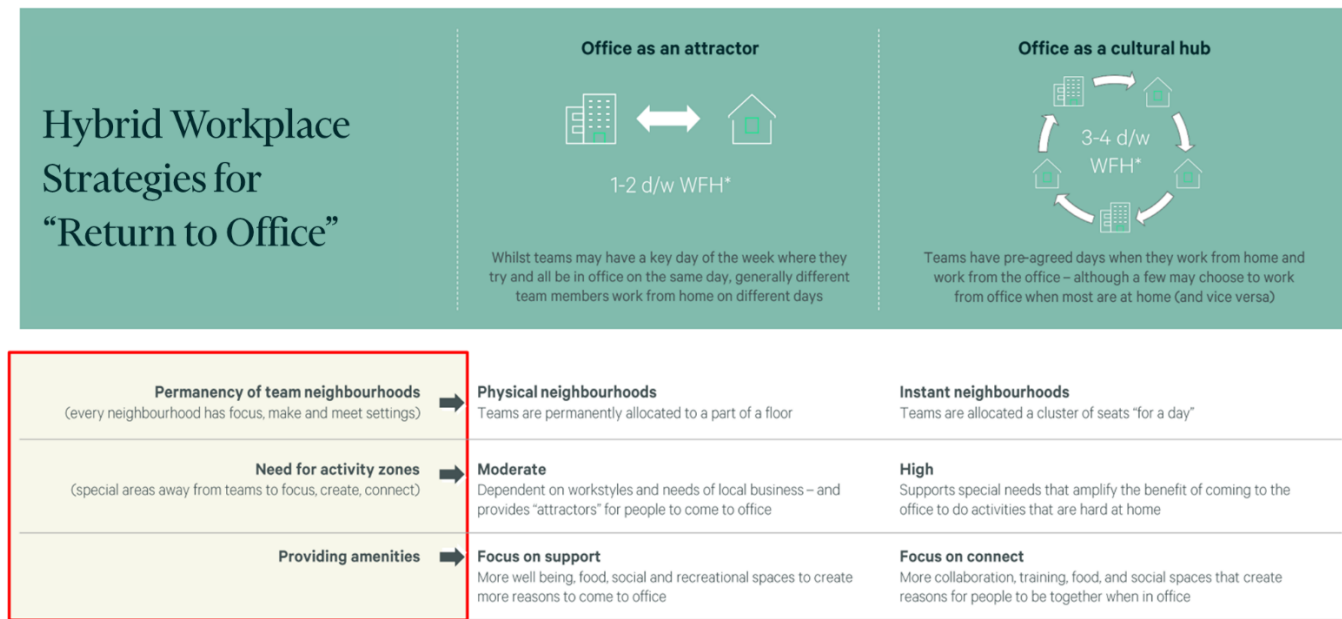 Hybrid Workplace
Strategies for
“Return to Office”
Office as an attractor
1-2 d/w WFH*
Whilst teams may have a key day of the week where they
try and all be in office on the same day, generally different
team members work from home on different days
Office as a cultural hub
3-4 d/w
WFH*
Teams have pre-agreed days when they work from home and
work from the office – although a few may choose to work
from office when most are at home (and vice versa)
Permanency of team neighbourhoods
(every neighbourhood has focus, make and meet settings)
Physical neighbourhoods
Teams are permanently allocated to a part of a floor
Instant neighbourhoods
Teams are allocated a cluster of seats “for a day”
Need for activity zones
(special areas away from teams to focus, create, connect)
Moderate
Dependent on workstyles and needs of local business – and
provides “attractors” for people to come to office
High
Supports special needs that amplify the benefit of coming to the
office to do activities that are hard at home
Providing amenities
Focus on support
More well being, food, social and recreational spaces to create
more reasons to come to office
Focus on connect
More collaboration, training, food, and social spaces that create
reasons for people to be together when in office